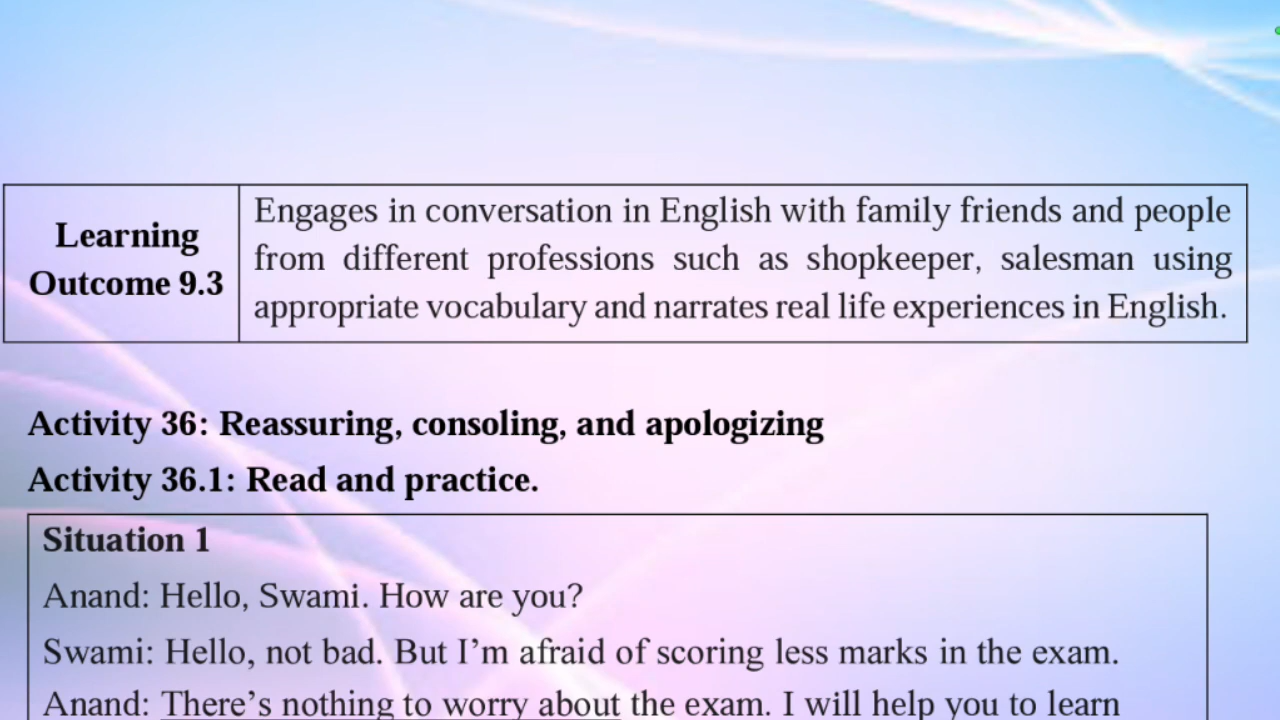 Learning
Outcome 9.3
Engages in conversation in English with family friends and people
from different professions such as shopkeeper, salesman using
appropriate vocabulary and narrates real life experiences in English.
Activity 36: Reassuring, consoling, and apologizing
Activity 36.1: Read and practice.
Situation 1
Anand: Hello, Swami. How are you?
Swami: Hello, not bad. But I’m afraid of scoring less marks in the exam.
Anand: There’s nothing to worry about the exam. I will help you to learn